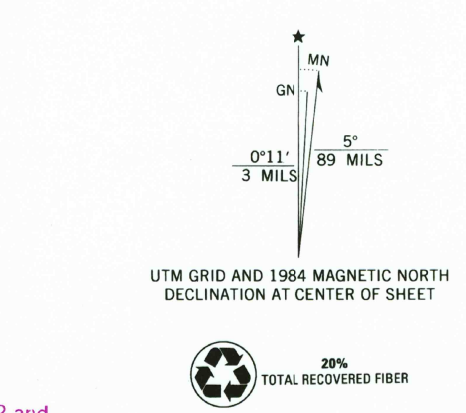 ★
MN
GN
0°11′
3 MILS
5°
89 MILS
UTM GRID AND 1984 MAGNETIC NORTH
DECLINATION AT CENTER OF SHEET
20%
TOTAL RECOVERED FIBER
and